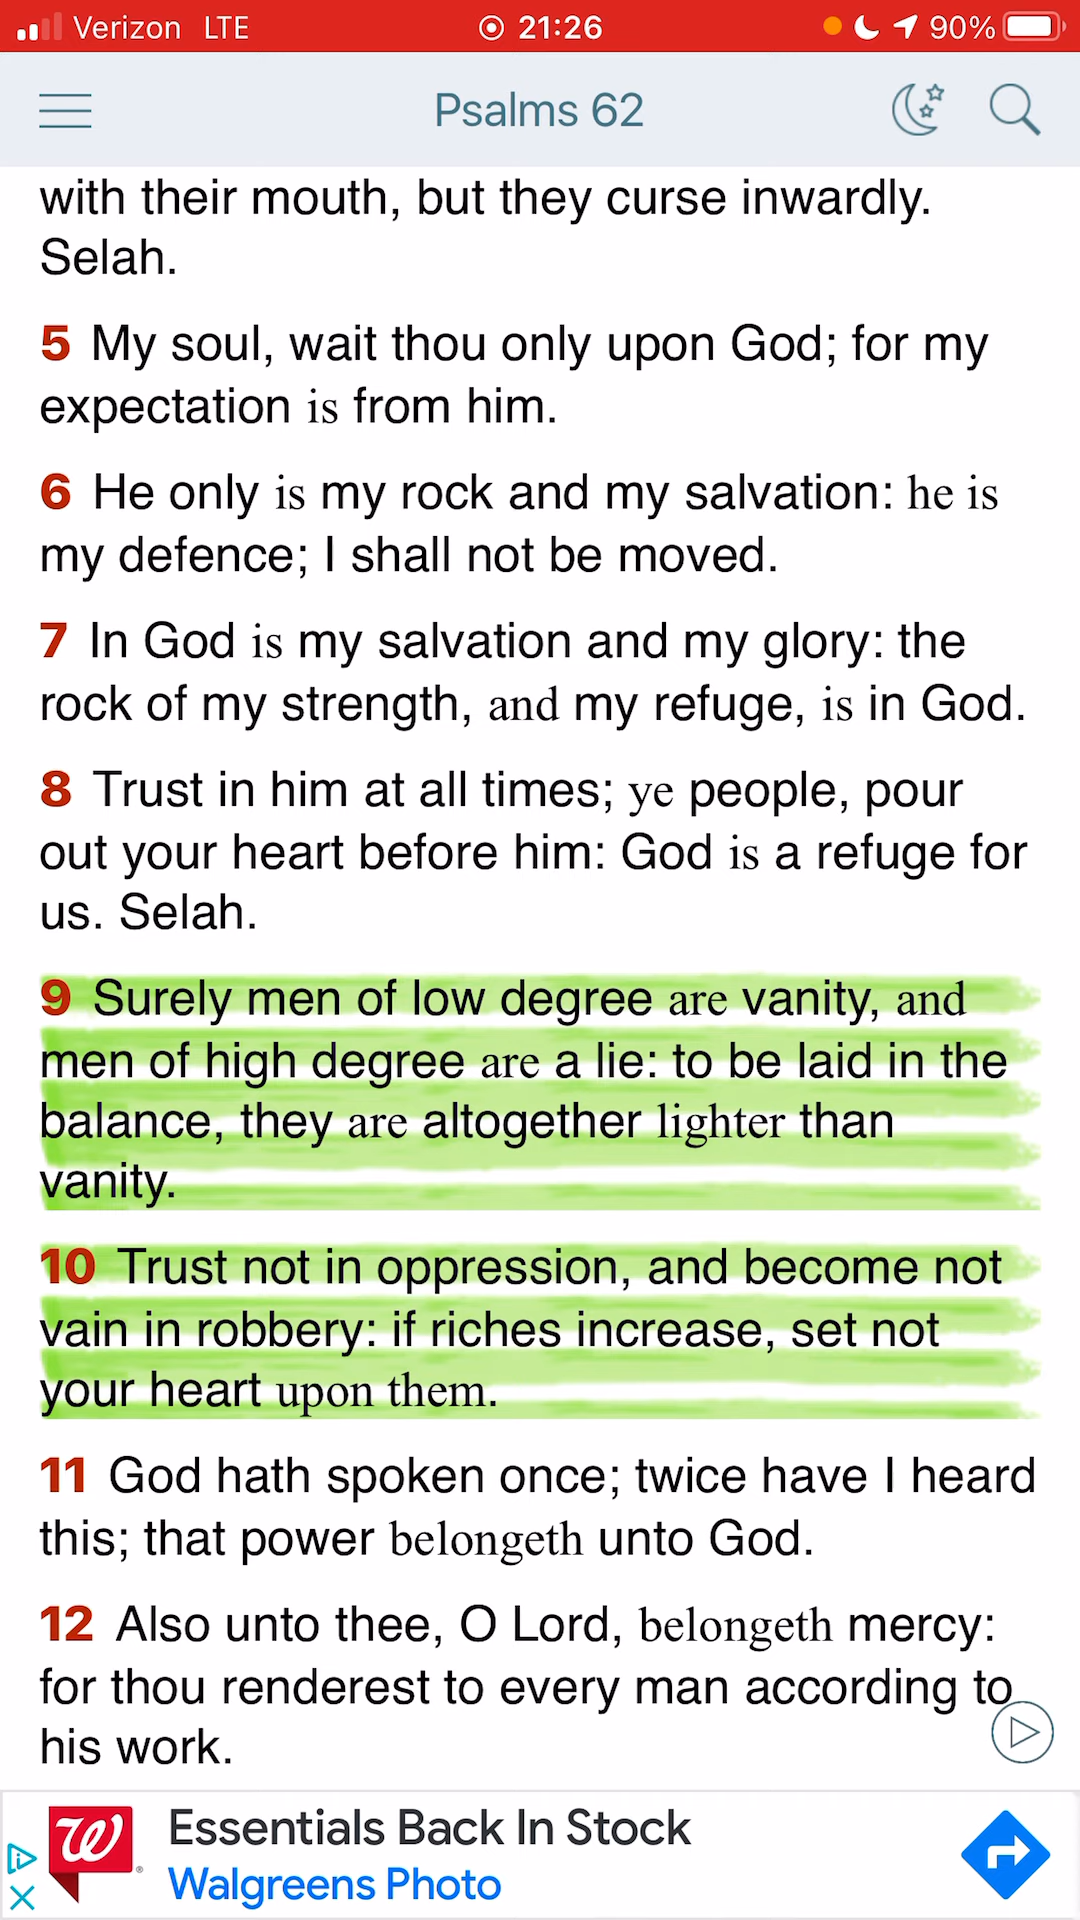 Verizon LTE 21:26 90%
Psalms 62
with their mouth, but they curse inwardly.
Selah.
5 My soul, wait thou only upon God; for my
expectation is from him.
6 He only is my rock and my salvation: he is
my defence; I shall not be moved.
7 In God is my salvation and my glory: the
rock of my strength, and my refuge, is in God.
8 Trust in him at all times; ye people, pour
out your heart before him: God is a refuge for
us. Selah.
9 Surely men of low degree are vanity, and
men of high degree are a lie: to be laid in the
balance, they are altogether lighter than
vanity.
10 Trust not in oppression, and become not
vain in robbery: if riches increase, set not
your heart upon them.
11 God hath spoken once; twice have I heard
this; that power belongeth unto God.
12 Also unto thee, O Lord, belongeth mercy:
for thou renderest to every man according to
his work.
W ®
Essentials Back In Stock
Walgreens Photo